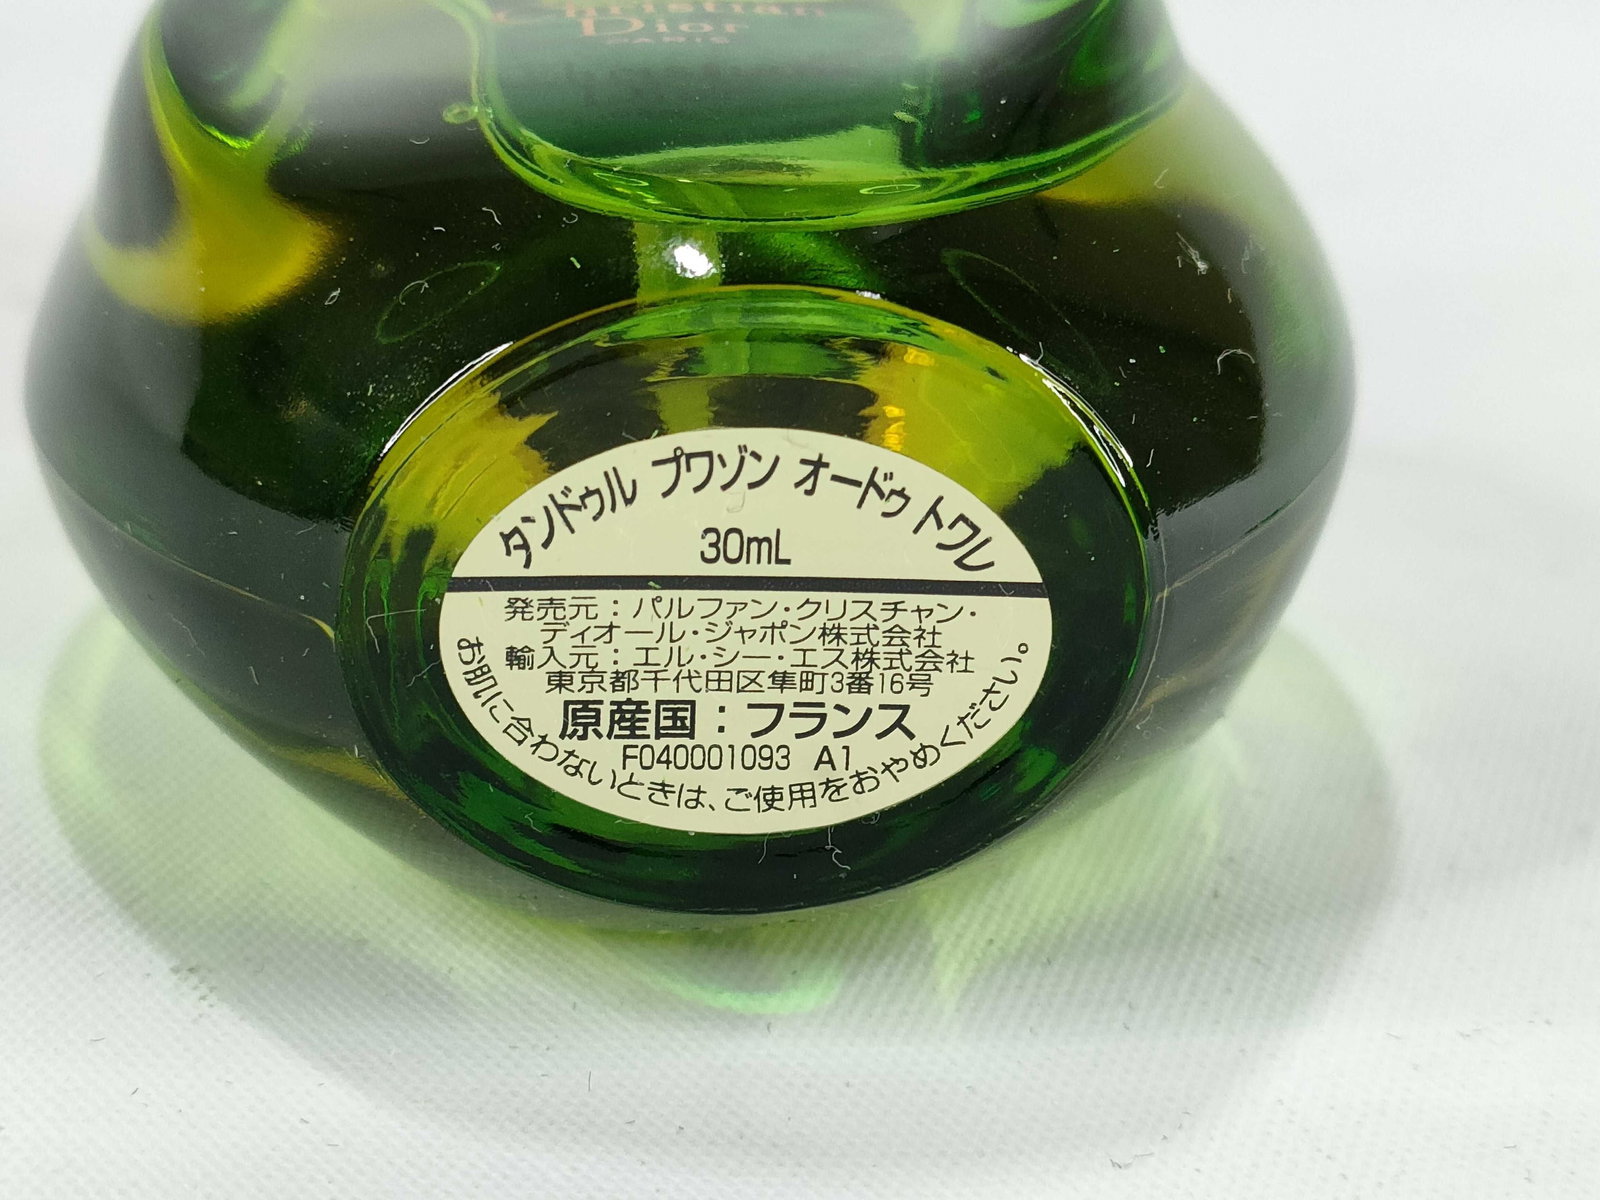 Christian
Dior
PARIS
タンドゥル プワゾン オードゥ トワレ
30mL
発売元：パルファン・クリスチャン・
ディオール・ジャポン株式会社
輸入元：エル・シー・エス株式会社
東京都千代田区隼町3番16号
原産国：フランス
F040001093 A1
お肌に合わないときは、ご使用をおやめください。